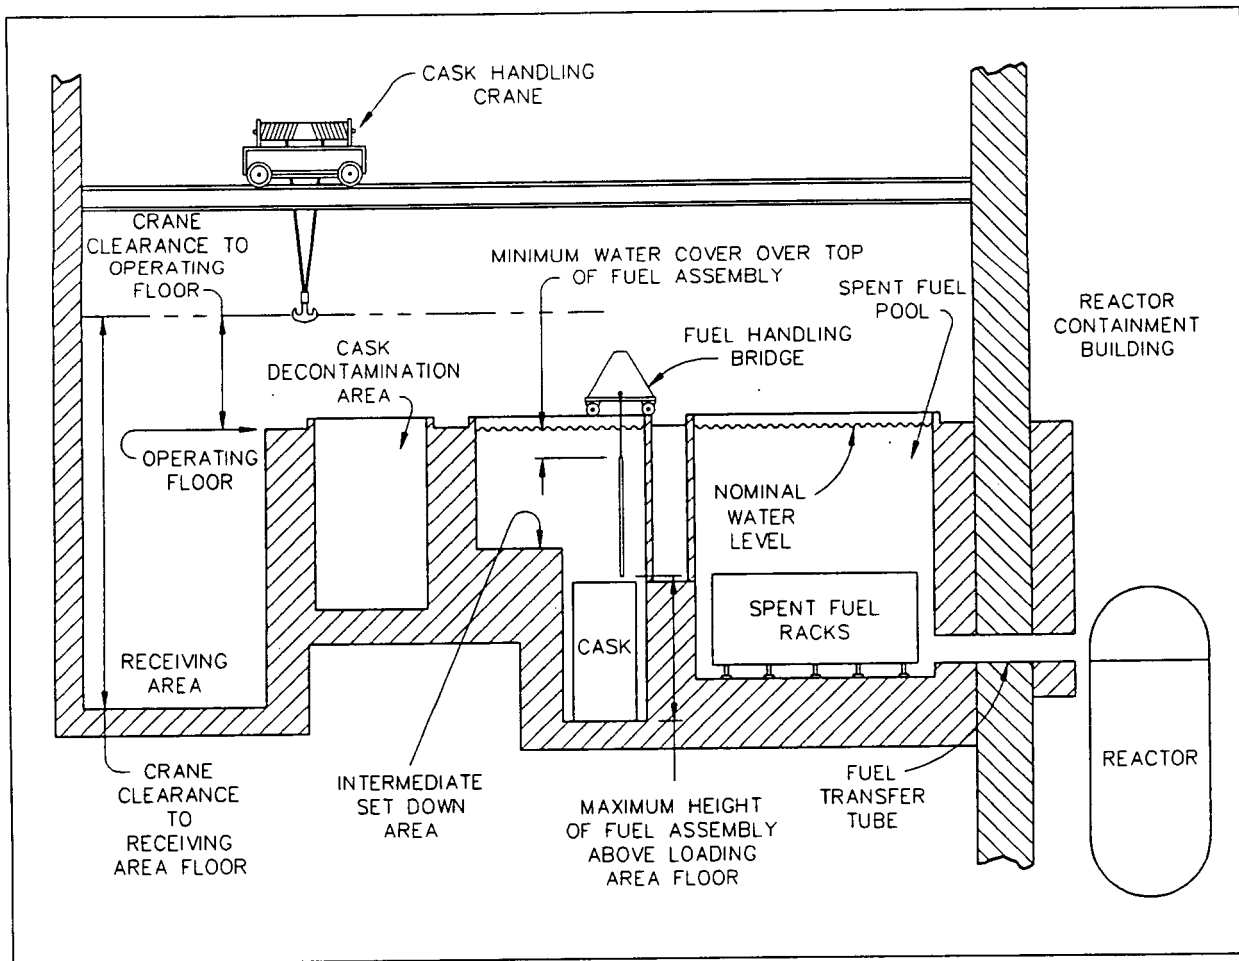 CASK HANDLING
CRANE
CRANE
CLEARANCE TO
OPERATING
FLOOR
MINIMUM WATER COVER OVER TOP
OF FUEL ASSEMBLY
SPENT FUEL
POOL
REACTOR
CONTAINMENT
BUILDING
FUEL HANDLING
BRIDGE
CASK
DECONTAMINATION
AREA
OPERATING
FLOOR
NOMINAL
WATER
LEVEL
SPENT FUEL
RACKS
CASK
RECEIVING
AREA
REACTOR
CRANE
CLEARANCE
TO
RECEIVING
AREA FLOOR
INTERMEDIATE
SET DOWN
AREA
MAXIMUM HEIGHT
OF FUEL ASSEMBLY
ABOVE LOADING
AREA FLOOR
FUEL
TRANSFER
TUBE